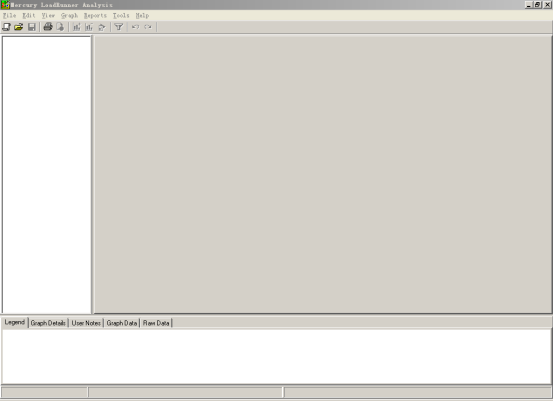 Mercury LoadRunner Analysis
File Edit View Graph Reports Tools Help
Legend Graph Details User Notes Graph Data Raw Data